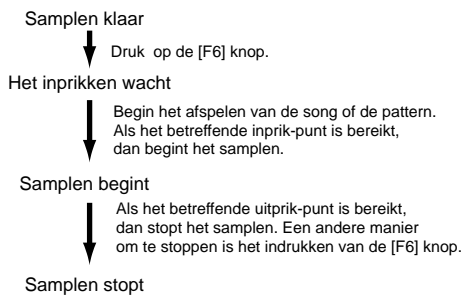 Samplen klaar
Druk op de [F6] knop.
Het inprikken wacht
Begin het afspelen van de song of de pattern.
Als het betreffende inprik-punt is bereikt,
dan begint het samplen.
Samplen begint
Als het betreffende uitprik-punt is bereikt,
dan stopt het samplen. Een andere manier
om te stoppen is het indrukken van de [F6] knop.
Samplen stopt